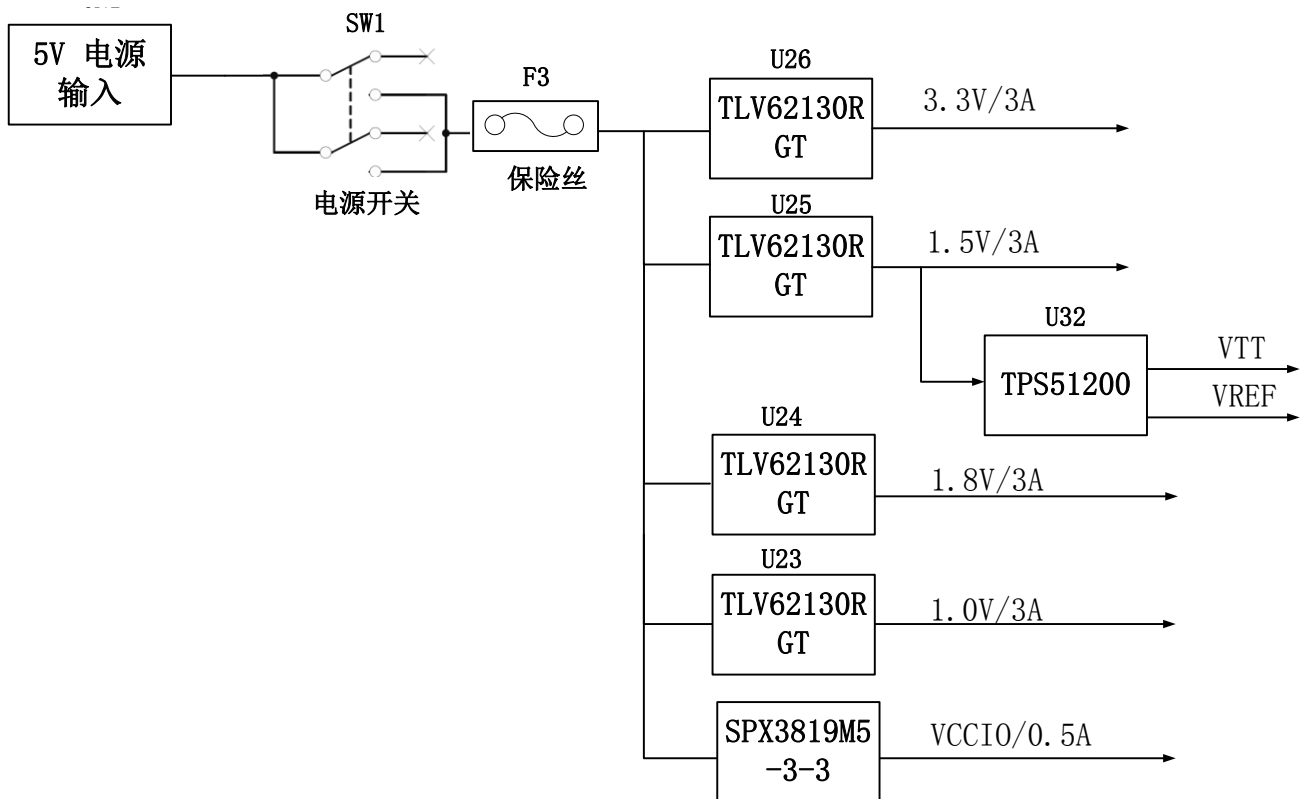 SW1
5V 电源
输入
电源开关
F3
保险丝
U26
TLV62130R
GT
3.3V/3A
U25
TLV62130R
GT
1.5V/3A
U32
TPS51200
VTT
VREF
U24
TLV62130R
GT
1.8V/3A
U23
TLV62130R
GT
1.0V/3A
SPX3819M5
-3-3
VCCIO/0.5A